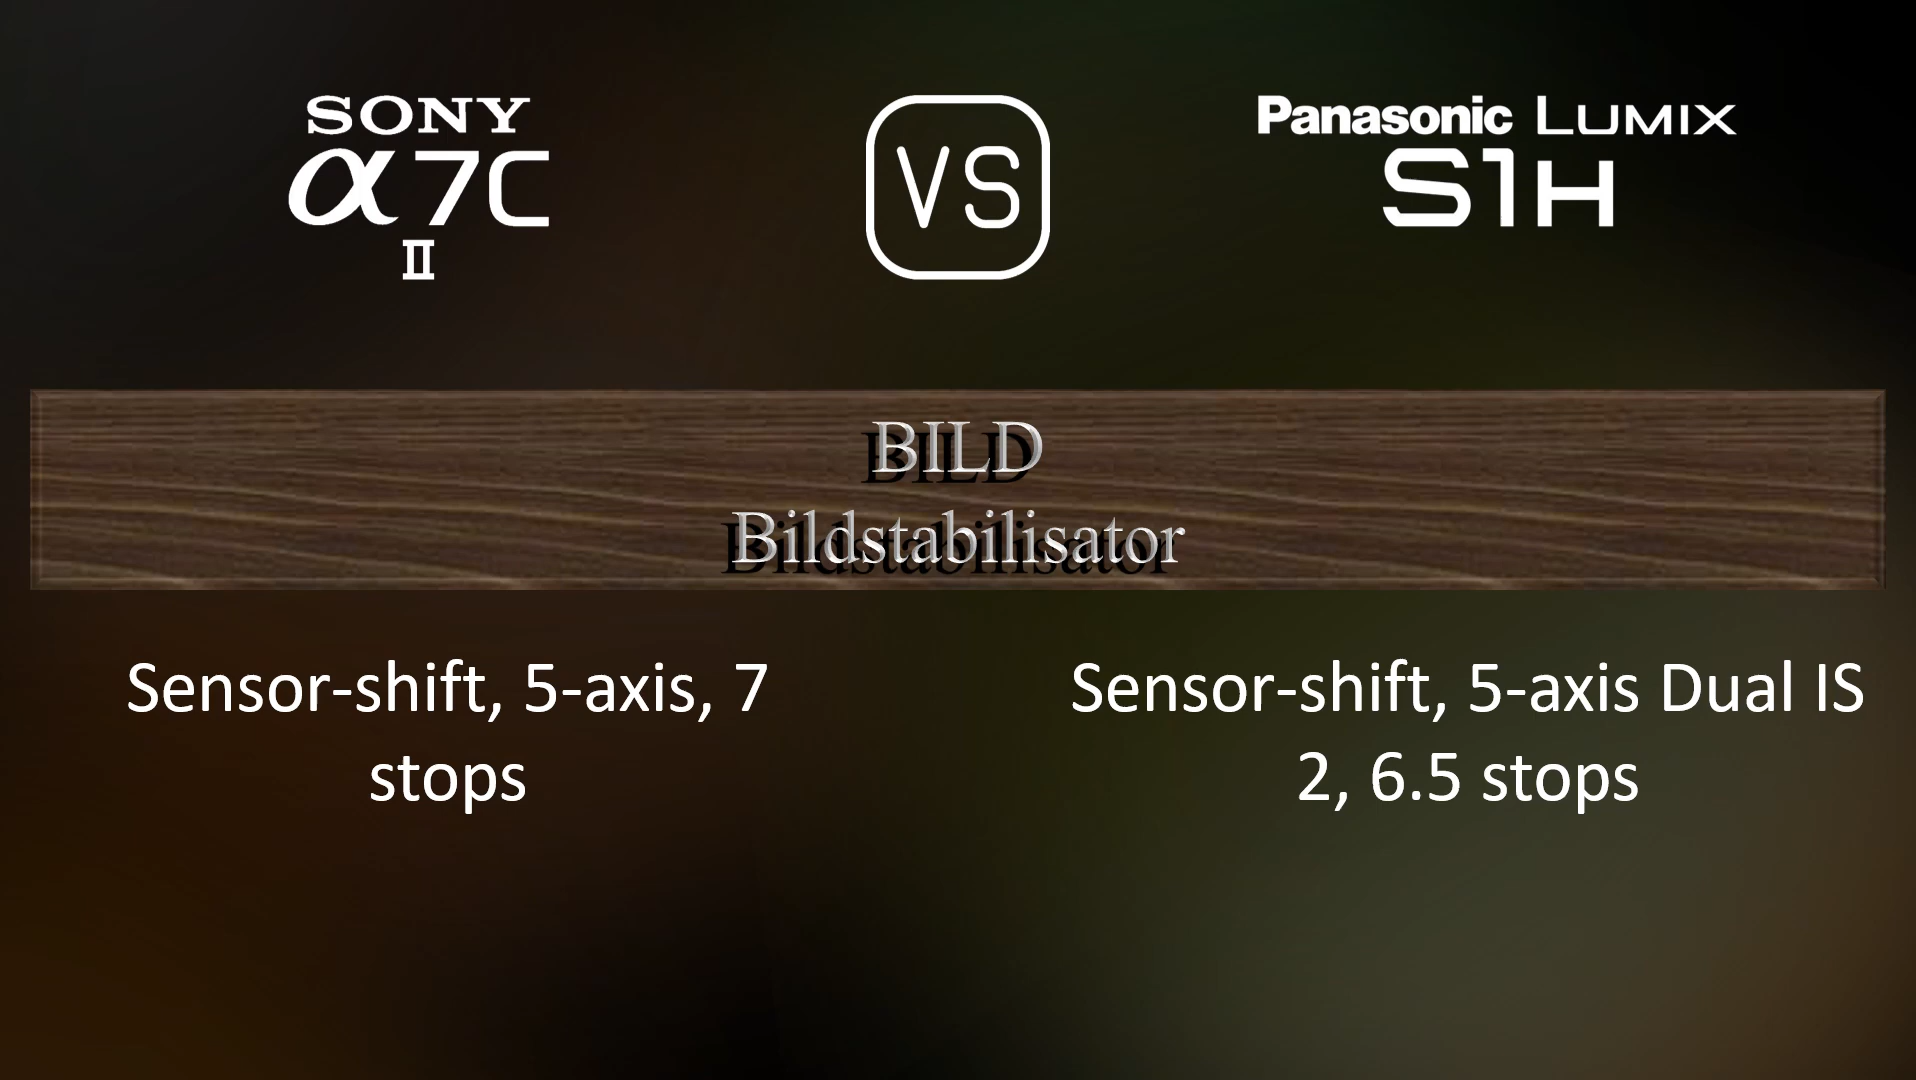 SONY
α7C
II
VS
Panasonic LUMIX
S1H
BILD
Bildstabilisator
Sensor-shift, 5-axis, 7
stops
Sensor-shift, 5-axis Dual IS
2, 6.5 stops